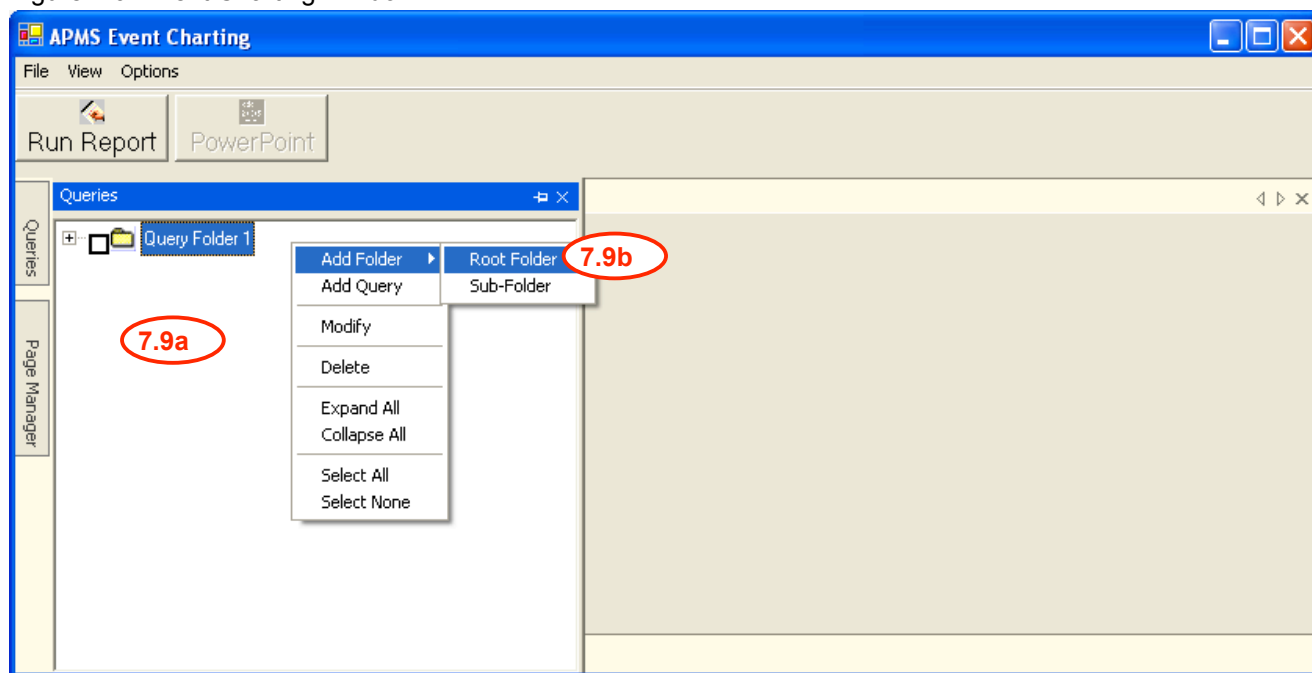 APMS Event Charting
File View Options
Run Report PowerPoint
Queries
Queries
Page Manager
Query Folder 1
7.9a
Add Folder
Add Query
Modify
Delete
Expand All
Collapse All
Select All
Select None
Root Folder
Sub-Folder
7.9b